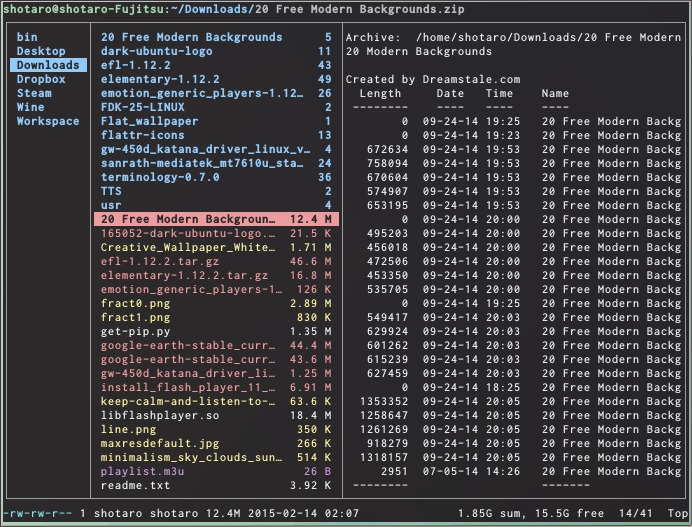 shotaro@shotaro-Fujitsu:~/Downloads/20 Free Modern Backgrounds.zip
bin
Desktop
Downloads
Dropbox
Steam
Wine
Workspace
20 Free Modern Backgrounds 5
dark-ubuntu-logo 11
efl-1.12.2 43
elementary-1.12.2 49
emotion_generic_players-1.12… 26
FDK-25-LINUX 2
Flat_wallpaper 1
flattr-icons 13
gw-450d_katana_driver_linux_v… 4
sanrath-mediatek_mt7610u_sta… 24
terminology-0.7.0 36
TTS 2
usr 4
20 Free Modern Backgroun… 12.4 M
165052-dark-ubuntu-logo.… 21.5 K
Creative_Wallpaper_White… 1.71 M
efl-1.12.2.tar.gz 46.6 M
elementary-1.12.2.tar.gz 16.8 M
emotion_generic_players-1… 126 K
fract0.png 2.89 M
fract1.png 830 K
get-pip.py 1.35 M
google-earth-stable_curr… 44.4 M
google-earth-stable_curr… 43.6 M
gw-450d_katana_driver_li… 1.25 M
install_flash_player_11_… 6.91 M
keep-calm-and-listen-to-… 63.6 K
libflashplayer.so 18.4 M
line.png 350 K
maxresdefault.jpg 266 K
minimalism_sky_clouds_sun… 514 K
playlist.m3u 26 B
readme.txt 3.92 K
Archive:  /home/shotaro/Downloads/20 Free Modern
20 Modern Backgrounds
Created by Dreamstale.com
Length Date Time Name
-------- ---- ---- ----
0 09-24-14 19:25 20 Free Modern Backg
0 09-24-14 19:23 20 Free Modern Backg
672634 09-24-14 19:53 20 Free Modern Backg
758094 09-24-14 19:53 20 Free Modern Backg
670604 09-24-14 19:53 20 Free Modern Backg
574907 09-24-14 19:53 20 Free Modern Backg
653195 09-24-14 19:53 20 Free Modern Backg
0 09-24-14 20:00 20 Free Modern Backg
495203 09-24-14 20:00 20 Free Modern Backg
456018 09-24-14 20:00 20 Free Modern Backg
472506 09-24-14 20:00 20 Free Modern Backg
453350 09-24-14 20:00 20 Free Modern Backg
535705 09-24-14 20:00 20 Free Modern Backg
0 09-24-14 19:25 20 Free Modern Backg
549417 09-24-14 20:03 20 Free Modern Backg
629924 09-24-14 20:03 20 Free Modern Backg
601262 09-24-14 20:03 20 Free Modern Backg
615239 09-24-14 20:03 20 Free Modern Backg
627459 09-24-14 20:03 20 Free Modern Backg
0 09-24-14 18:25 20 Free Modern Backg
1353352 09-24-14 20:05 20 Free Modern Backg
1258647 09-24-14 20:05 20 Free Modern Backg
1261269 09-24-14 20:05 20 Free Modern Backg
918279 09-24-14 20:05 20 Free Modern Backg
1318157 09-24-14 20:05 20 Free Modern Backg
2951 07-05-14 14:26 20 Free Modern Backg
-------- -------
-rw-rw-r-- 1 shotaro shotaro 12.4M 2015-02-14 02:07 1.85G sum, 15.5G free 14/41 Top